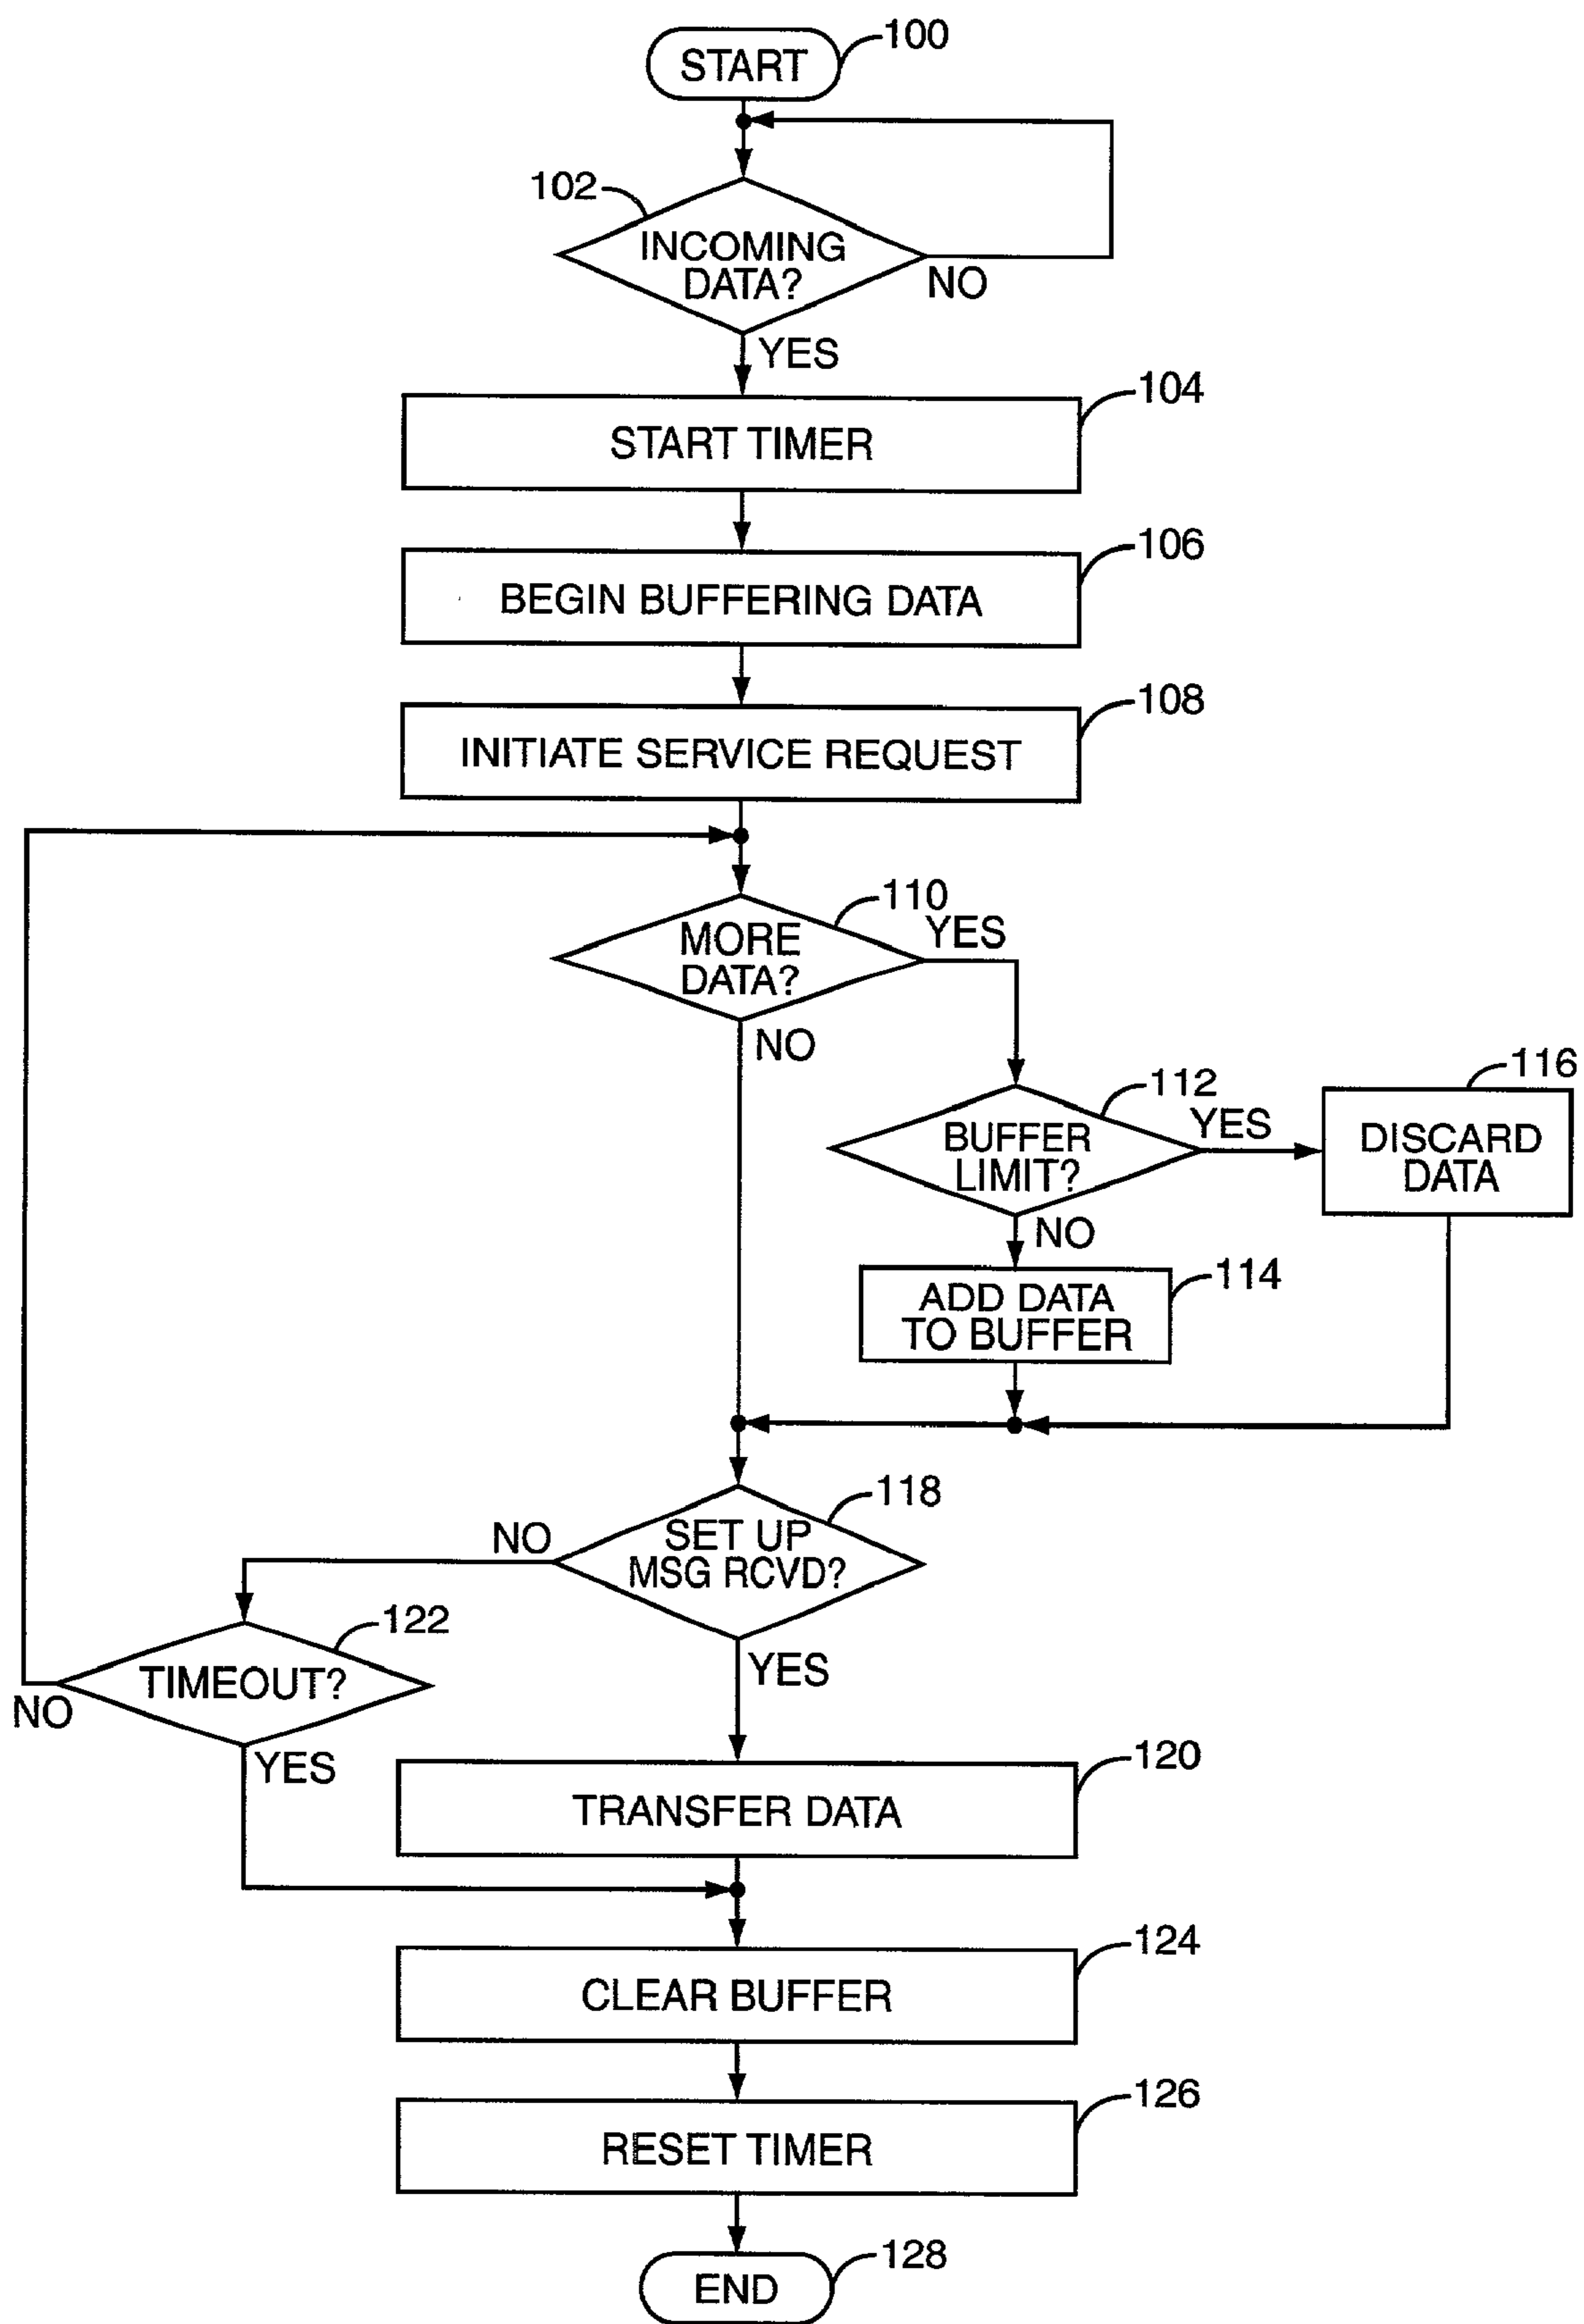 100
START
102
INCOMING
DATA?
NO
YES
104
START TIMER
106
BEGIN BUFFERING DATA
108
INITIATE SERVICE REQUEST
110
MORE
DATA?
YES
NO
112
BUFFER
LIMIT?
YES
116
DISCARD
DATA
NO
114
ADD DATA
TO BUFFER
118
SET UP
MSG RCVD?
NO
122
TIMEOUT?
NO
YES
YES
120
TRANSFER DATA
124
CLEAR BUFFER
126
RESET TIMER
128
END